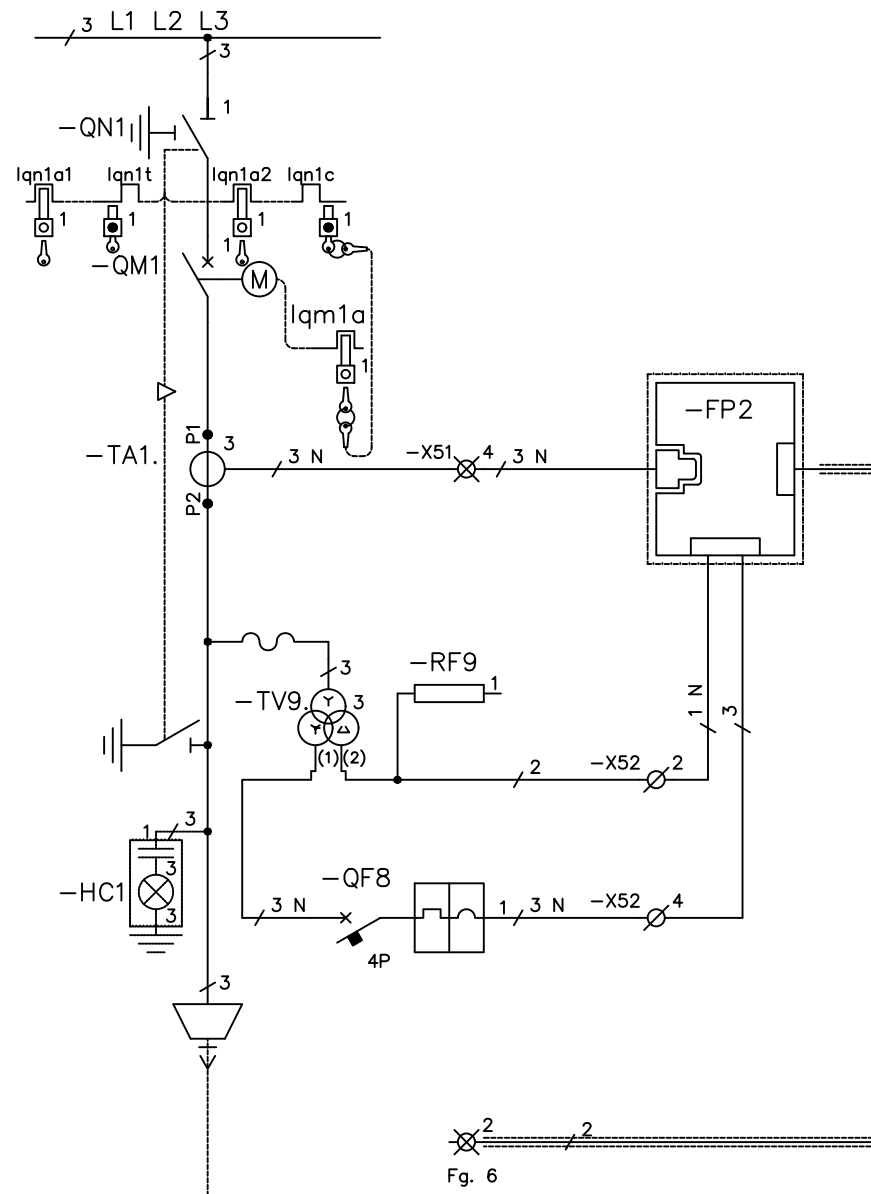 3 L1 L2 L3
3
1
-QN1
Iqn1a1 Iqn1t Iqn1a2 Iqn1c
1 1 1 1
1
-QM1
M
Iqm1a
1
P1
3
-TA1.
P2
3 N
-X51
4
3 N
-FP2
-RF9
1
3
-TV9.
3
(1) (2)
1 N
3
2
-X52
2
3
1
3
-HC1
3
-QF8
3 N
4P
1
3 N
-X52
4
3
2
2
Fg. 6